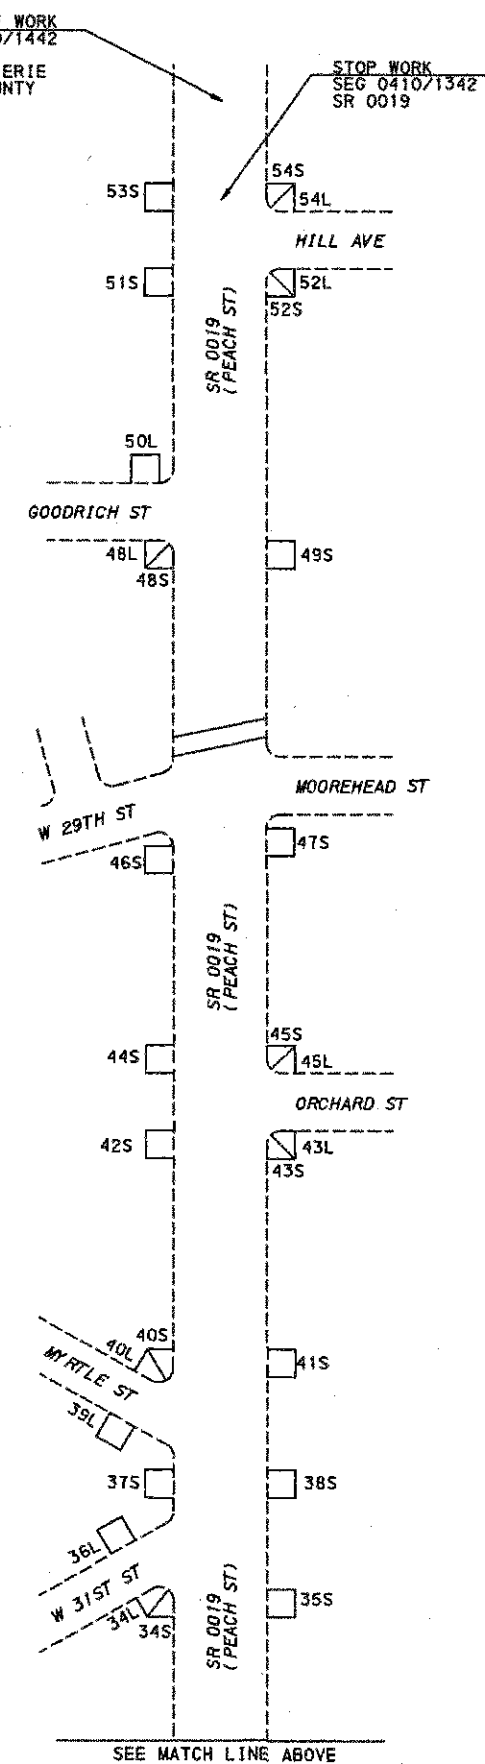 WORK
/1442
ERIE
NTY
STOP WORK
SEG 0410/1342
SR 0019
53S
54S
54L
HILL AVE
51S
52L
52S
SR 0019
(PEACH ST)
50L
GOODRICH ST
48L
48S
49S
MOOREHEAD ST
W 29TH ST
46S
47S
SR 0019
(PEACH ST)
45S
44S
45L
ORCHARD ST
42S
43L
43S
40S
40L
41S
MYRTLE ST
39L
37S
38S
36L
W 31ST ST
34L
34S
35S
SR 0019
(PEACH ST)
SEE MATCH LINE ABOVE